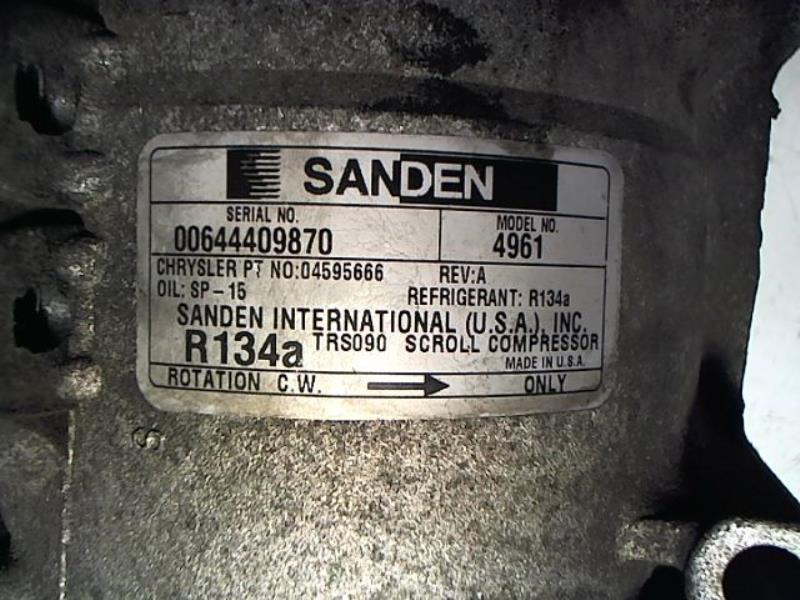 SANDEN
SERIAL NO. MODEL NO.
00644409870 4961
CHRYSLER PT NO:04595666 REV:A
OIL: SP-15 REFRIGERANT: R134a
SANDEN INTERNATIONAL (U.S.A.), INC.
R134a TRS090 SCROLL COMPRESSOR
MADE IN U.S.A.
ROTATION C.W. ONLY